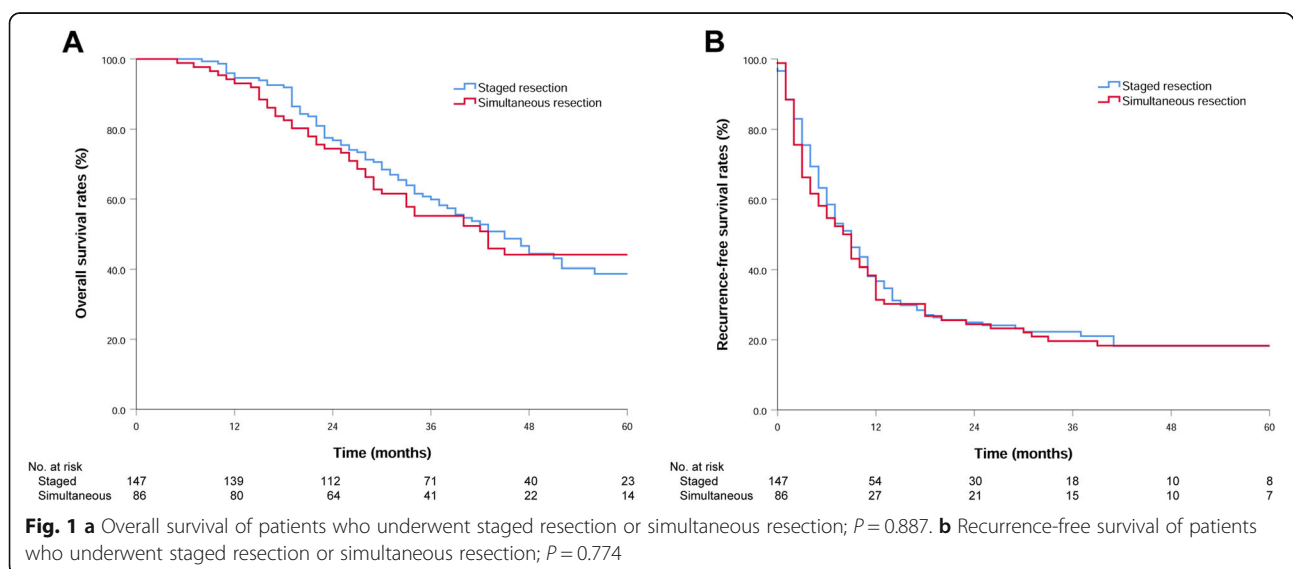 A
Overall survival rates (%)
100.0
80.0
60.0
40.0
20.0
0.0
Staged resection
Simultaneous resection
0 12 24 36 48 60
Time (months)
No. at risk
Staged 147 139 112 71 40 23
Simultaneous 86 80 64 41 22 14
B
Recurrence-free survival rates (%)
100.0
80.0
60.0
40.0
20.0
0.0
Staged resection
Simultaneous resection
0 12 24 36 48 60
Time (months)
No. at risk
Staged 147 54 30 18 10 8
Simultaneous 86 27 21 15 10 7
Fig. 1 a Overall survival of patients who underwent staged resection or simultaneous resection; P = 0.887. b Recurrence-free survival of patients
who underwent staged resection or simultaneous resection; P = 0.774